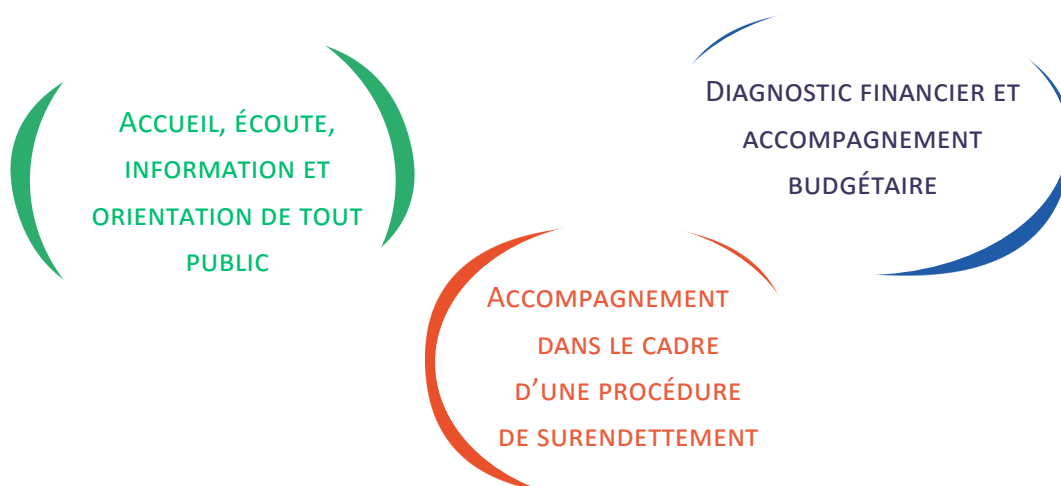 Accueil, écoute,
information et
orientation de tout
public
Diagnostic financier et
accompagnement
budgétaire
Accompagnement
dans le cadre
d’une procédure
de surendettement